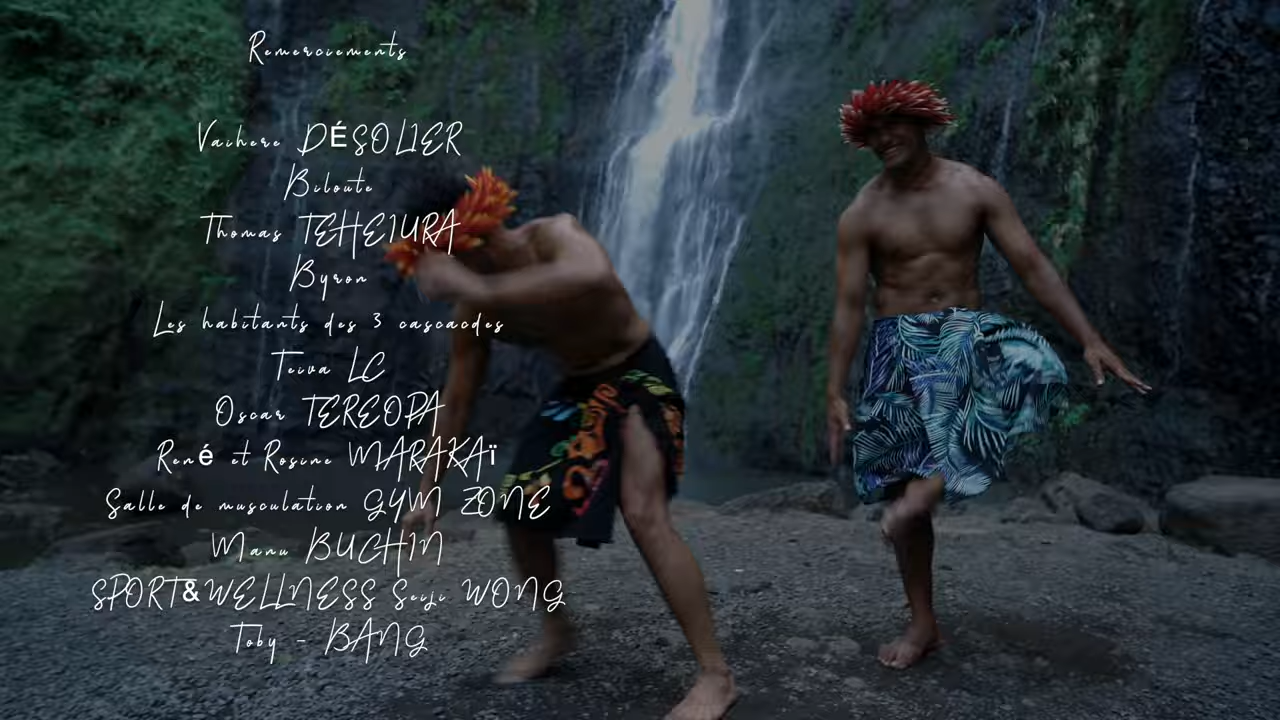 Remerciements
Vaihere DÉSOLIER
Biloute
Thomas TEHEIURA
Byron
Les habitants des 3 cascacdes
Teiva LC
Oscar TEREOPA
René et Rosine MARAKAï
Salle de musculation GYM ZONE
Manu BUCHIN
SPORT&WELLNESS Seiji WONG
Toby - BANG